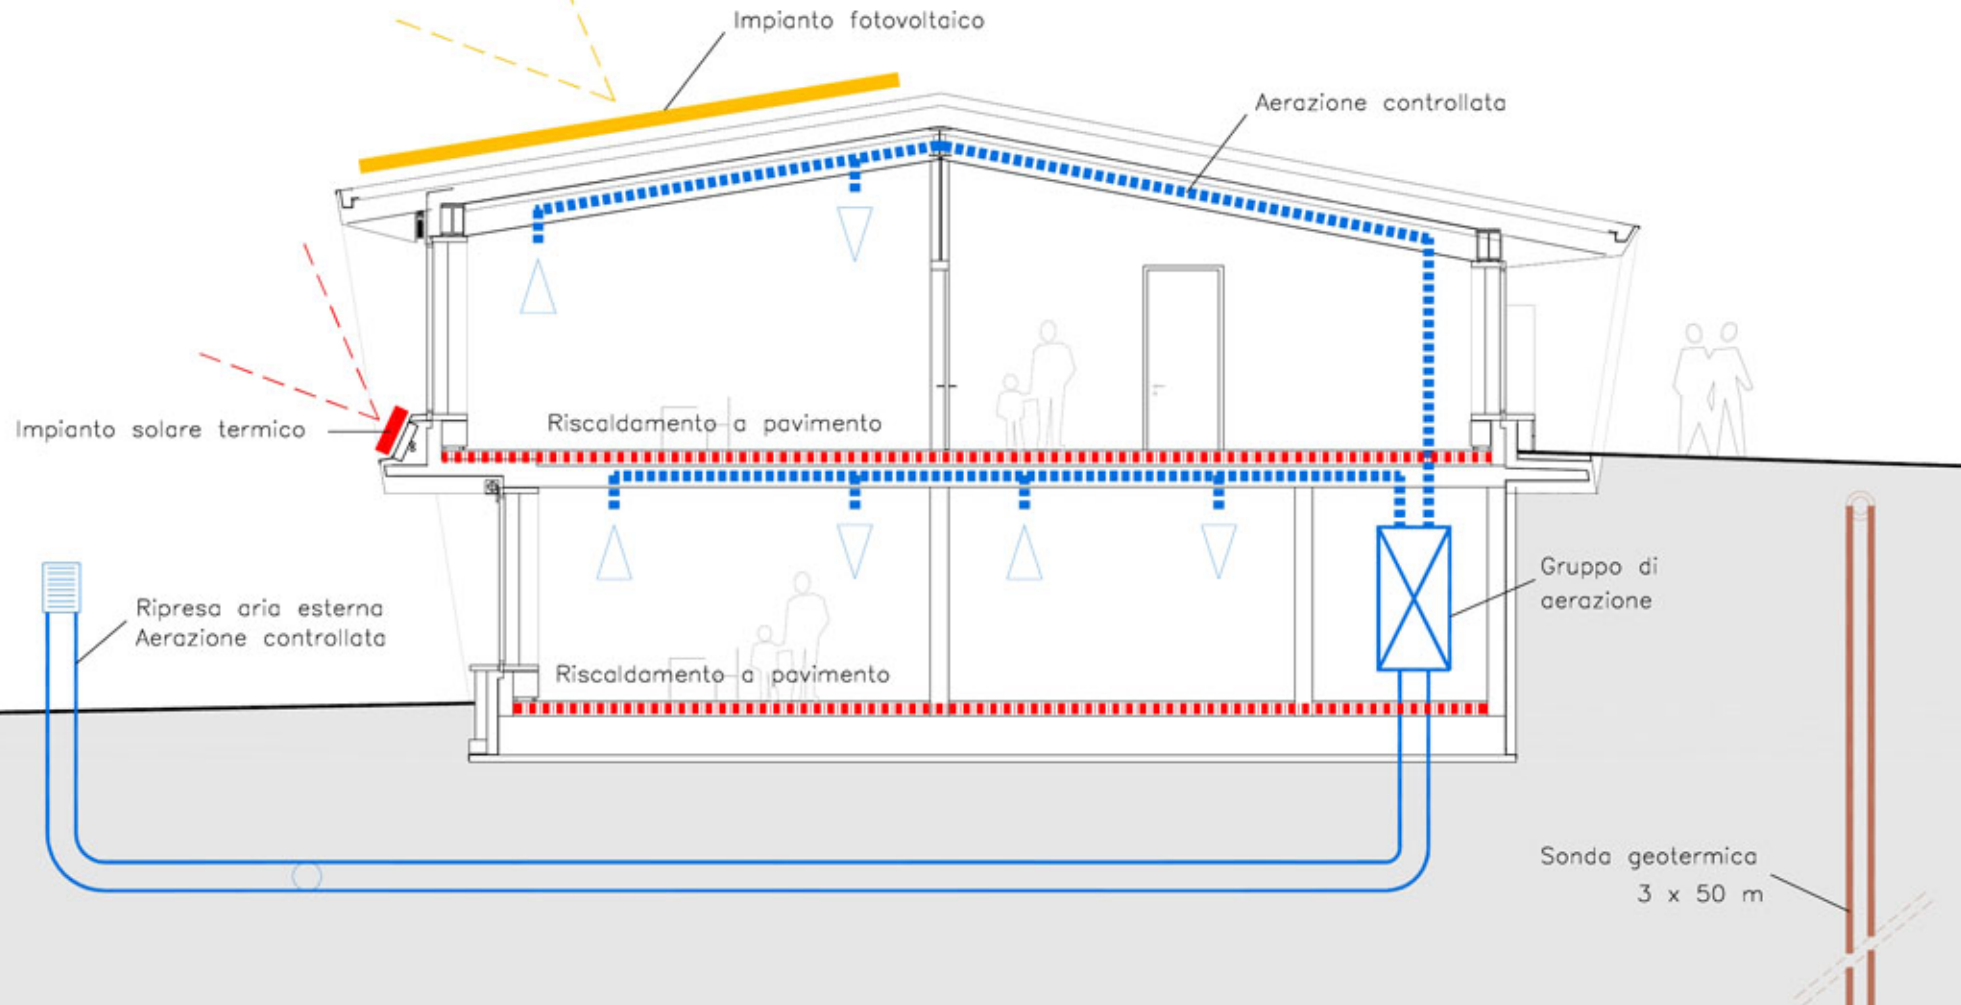 Impianto fotovoltaico
Aerazione controllata
Riscaldamento a pavimento
Impianto solare termico
Gruppo di
aerazione
Ripresa aria esterna
Aerazione controllata
Riscaldamento a pavimento
Sonda geotermica
3 x 50 m